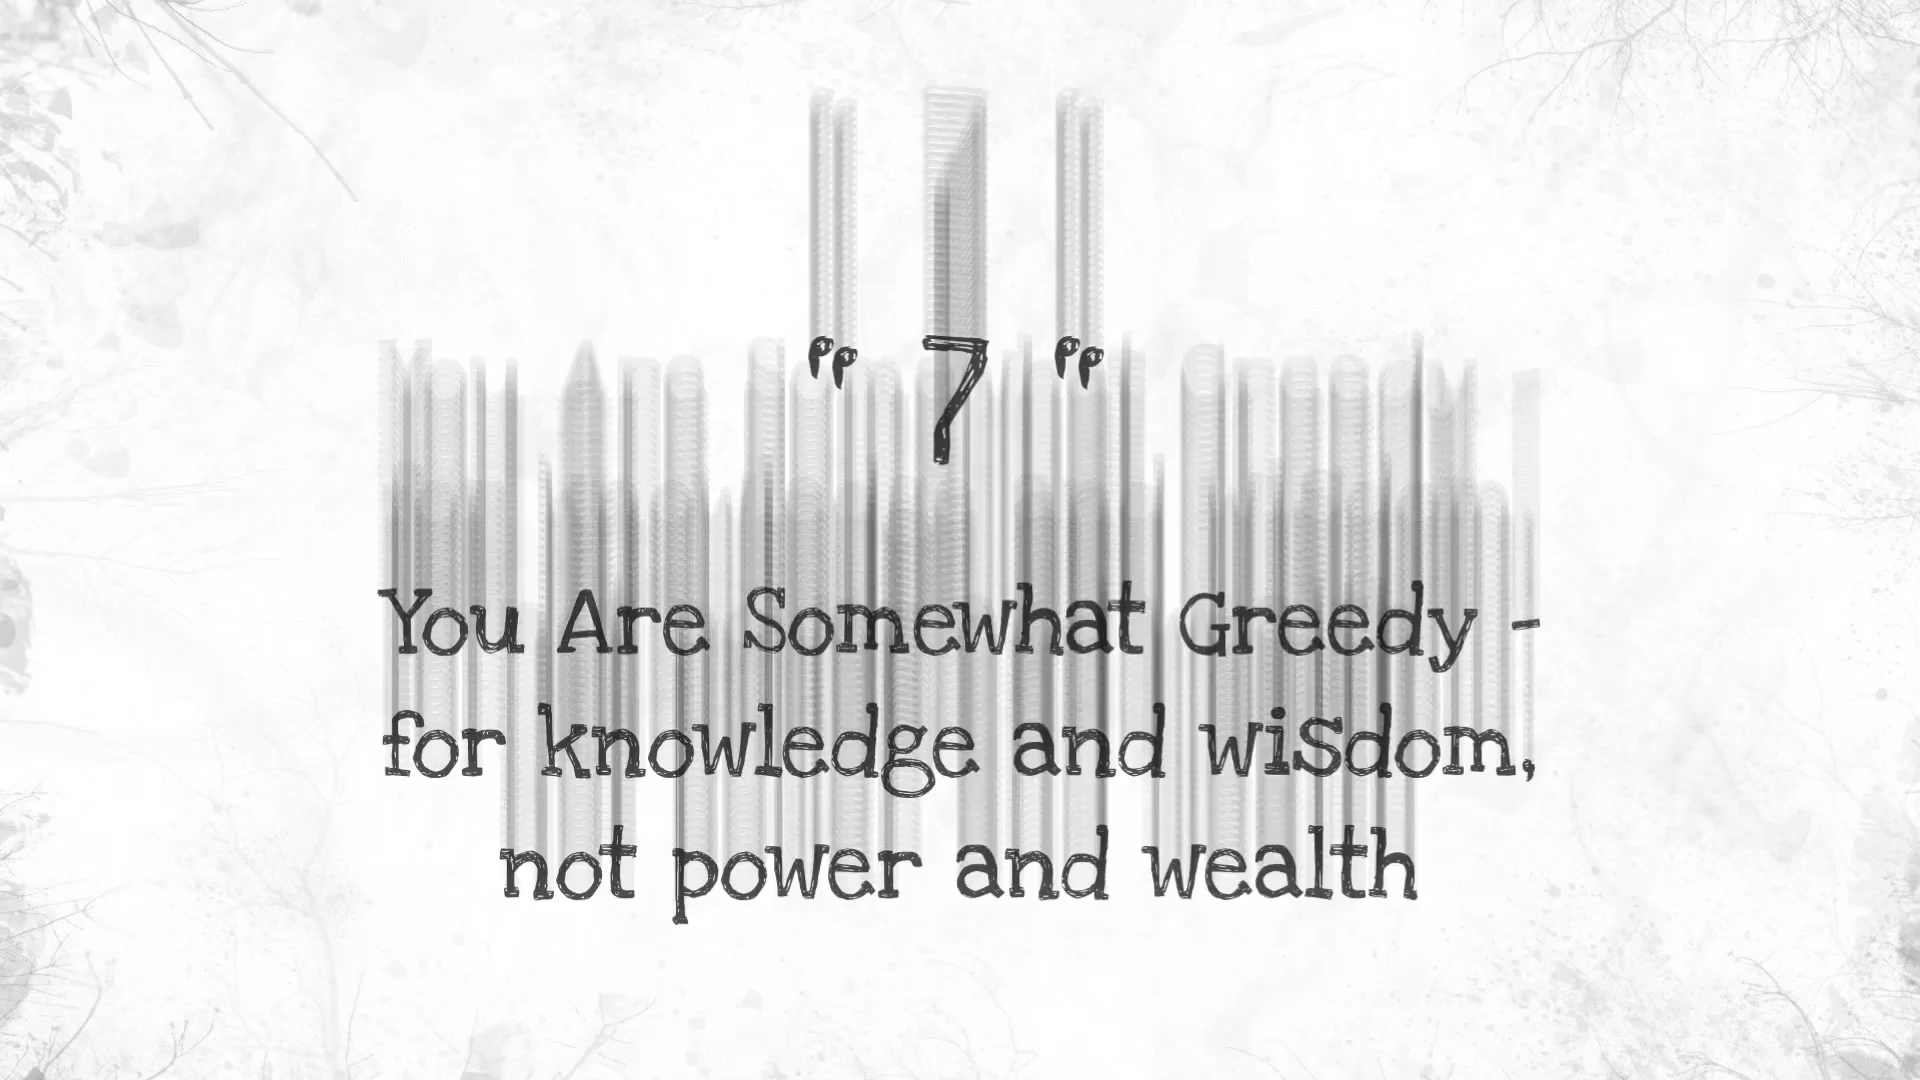 “ 7 “
You Are Somewhat Greedy -
for knowledge and wisdom,
not power and wealth